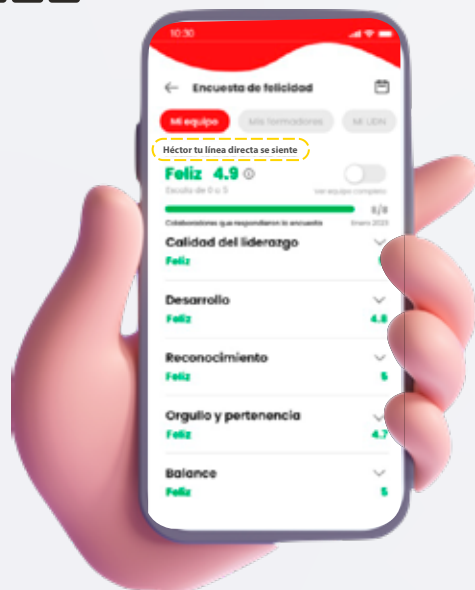 10:30
Encuesta de felicidad
Mi equipo Mis formadores Mi UDN
Héctor tu línea directa se siente
Feliz 4.9
Escala de 0 a 5 Ver equipo completo
8/8
Colaboradores que respondieron la encuesta Enero 2023
Calidad del liderazgo
Feliz
Desarrollo
Feliz 4.8
Reconocimiento
Feliz 5
Orgullo y pertenencia
Feliz 4.7
Balance
Feliz 5